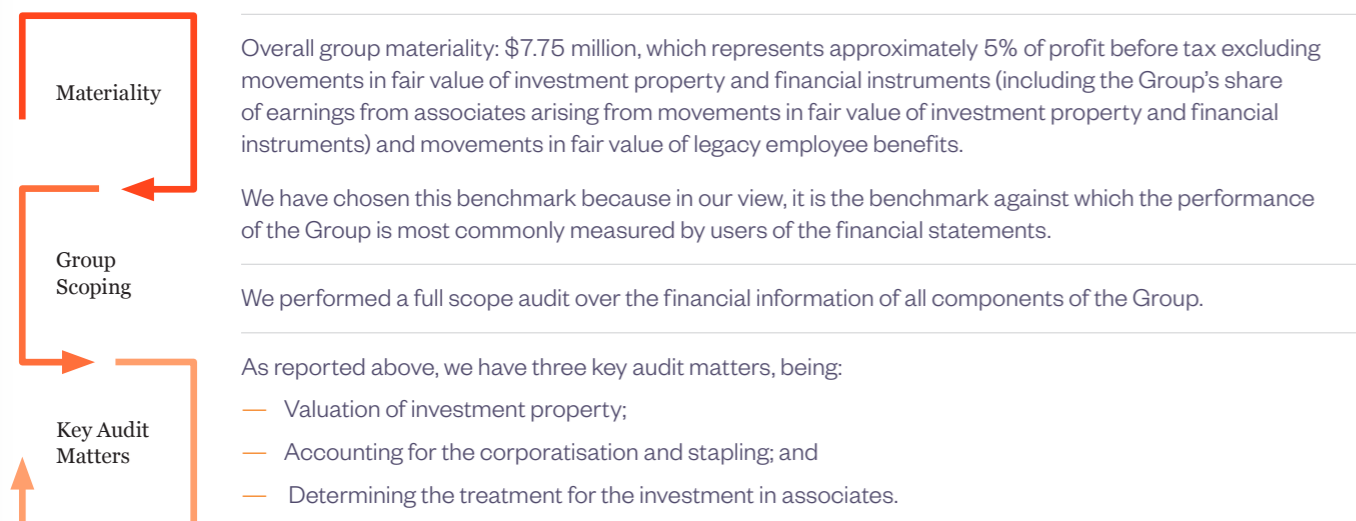 Materiality
Overall group materiality: $7.75 million, which represents approximately 5% of profit before tax excluding
movements in fair value of investment property and financial instruments (including the Group's share
of earnings from associates arising from movements in fair value of investment property and financial
instruments) and movements in fair value of legacy employee benefits.
We have chosen this benchmark because in our view, it is the benchmark against which the performance
of the Group is most commonly measured by users of the financial statements.
Group
Scoping
We performed a full scope audit over the financial information of all components of the Group.
Key Audit
Matters
As reported above, we have three key audit matters, being:
— Valuation of investment property;
— Accounting for the corporatisation and stapling; and
— Determining the treatment for the investment in associates.